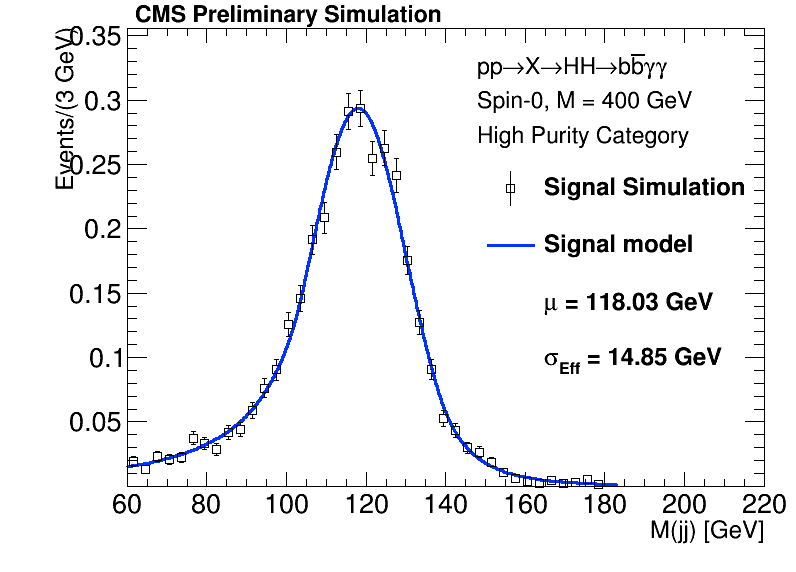 CMS Preliminary Simulation
Events/(3 GeV)
0.35
0.3
0.25
0.2
0.15
0.1
0.05
pp→X→HH→bb̅γγ
Spin-0, M = 400 GeV
High Purity Category
Signal Simulation
Signal model
μ = 118.03 GeV
σEff = 14.85 GeV
60 80 100 120 140 160 180 200 220
M(jj) [GeV]